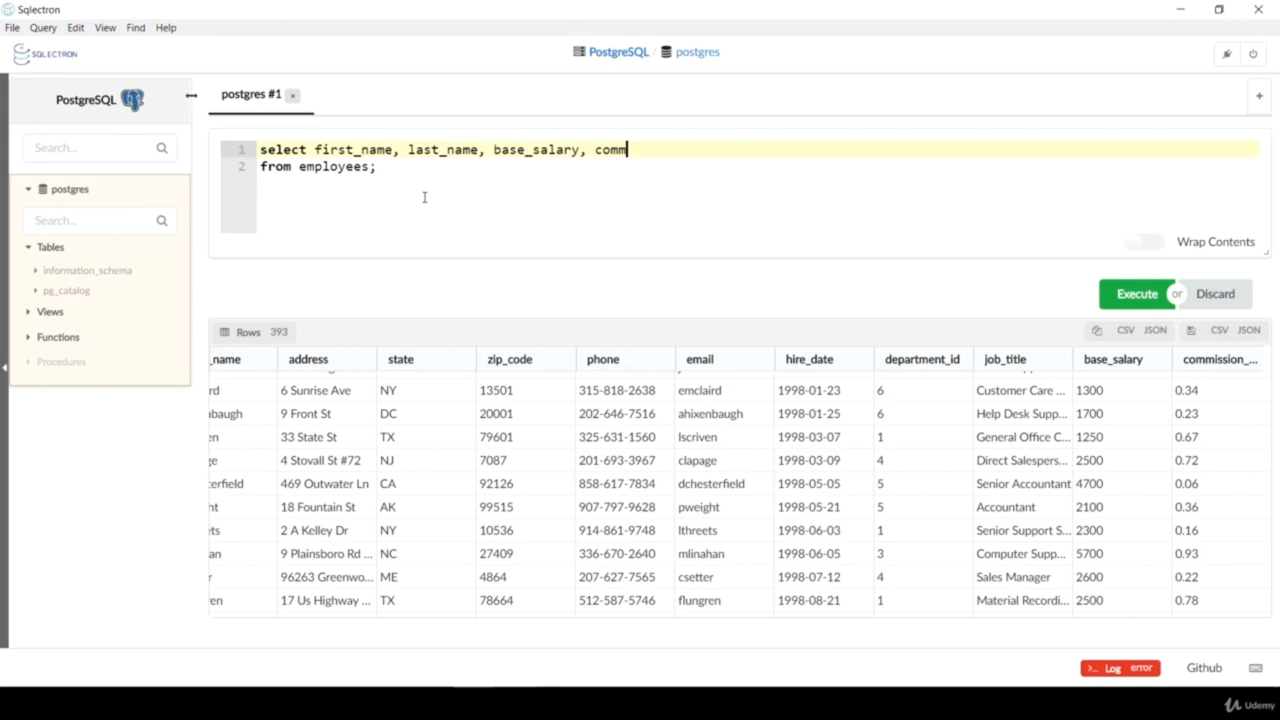 Sqlectron
File Query Edit View Find Help
SQLECTRON
PostgreSQL / postgres
PostgreSQL
postgres #1
Search...
1 select first_name, last_name, base_salary, comm
2 from employees;
postgres
Search...
Tables
information_schema
pg_catalog
Views
Functions
Procedures
Wrap Contents
Execute or Discard
Rows 393 CSV JSON CSV JSON
_name address state zip_code phone email hire_date department_id job_title base_salary commission_...
rd 6 Sunrise Ave NY 13501 315-818-2638 emclaird 1998-01-23 6 Customer Care ... 1300 0.34
baugh 9 Front St DC 20001 202-646-7516 ahixenbaugh 1998-01-25 6 Help Desk Supp... 1700 0.23
en 33 State St TX 79601 325-631-1560 lscriven 1998-03-07 1 General Office C... 1250 0.67
ge 4 Stovall St #72 NJ 7087 201-693-3967 clapage 1998-03-09 4 Direct Salespers... 2500 0.72
terfield 469 Outwater Ln CA 92126 858-617-7834 dchesterfield 1998-05-05 5 Senior Accountant 4700 0.06
ht 18 Fountain St AK 99515 907-797-9628 pweight 1998-05-21 5 Accountant 2100 0.36
ets 2 A Kelley Dr NY 10536 914-861-9748 lthreets 1998-06-03 1 Senior Support S... 2300 0.16
an 9 Plainsboro Rd ... NC 27409 336-670-2640 mlinahan 1998-06-05 3 Computer Supp... 5700 0.93
r 96263 Greenwo... ME 4864 207-627-7565 csetter 1998-07-12 4 Sales Manager 2600 0.22
en 17 Us Highway ... TX 78664 512-587-5746 flungren 1998-08-21 1 Material Recordi... 2500 0.78
Log error Github
Udemy